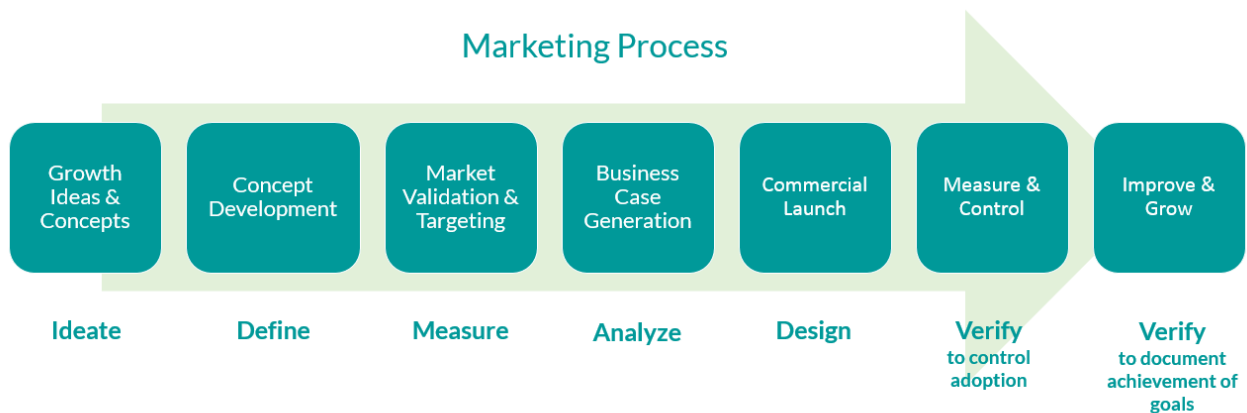 Marketing Process
Growth
Ideas &
Concepts
Concept
Development
Market
Validation &
Targeting
Business
Case
Generation
Commercial
Launch
Measure &
Control
Improve &
Grow
Ideate
Define
Measure
Analyze
Design
Verify
to control
adoption
Verify
to document
achievement of
goals